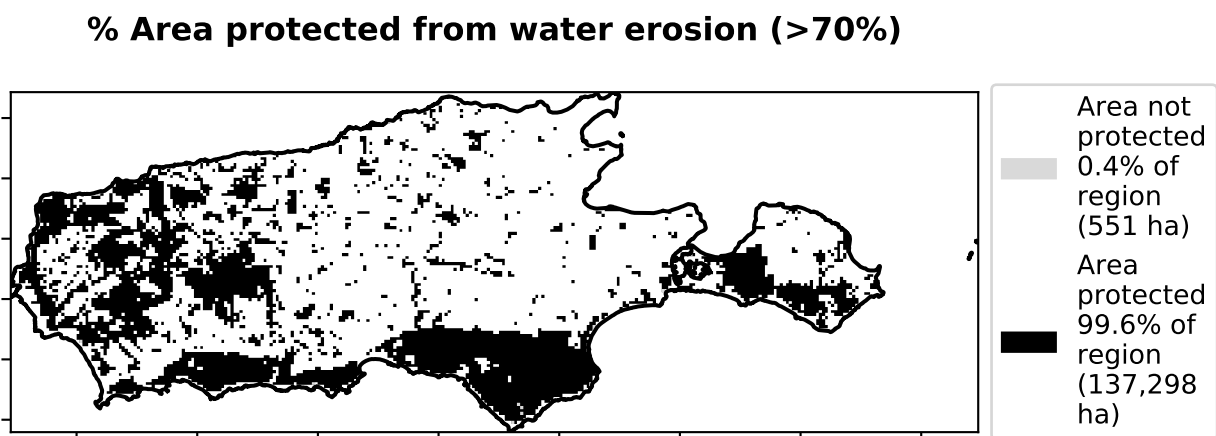 % Area protected from water erosion (>70%)
Area not
protected
0.4% of
region
(551 ha)
Area
protected
99.6% of
region
(137,298
ha)